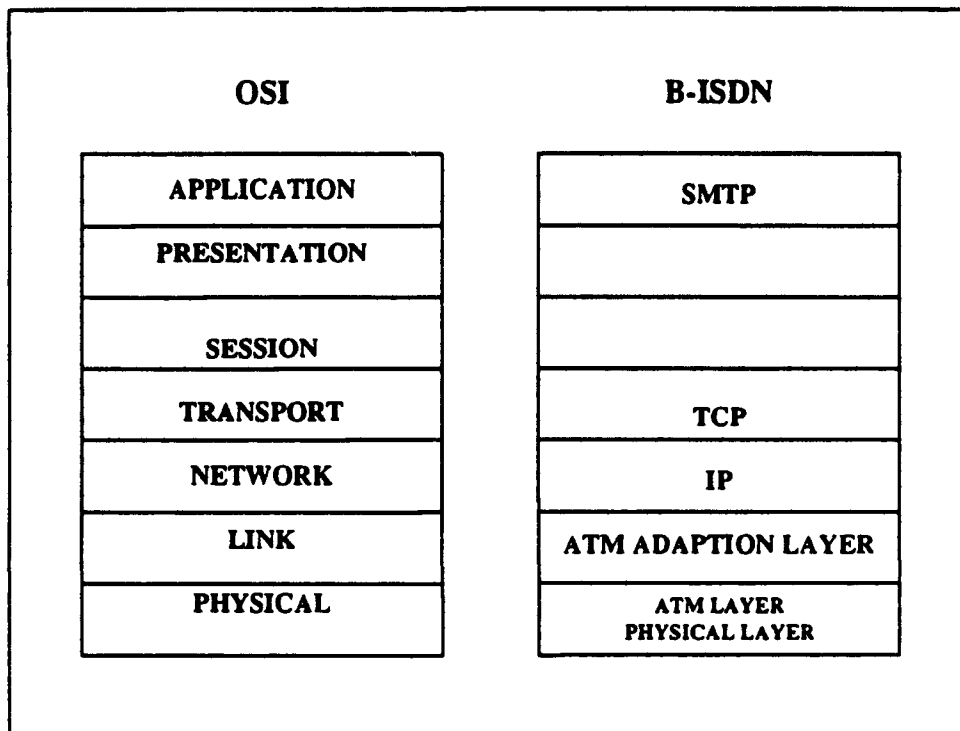 OSI
APPLICATION
PRESENTATION
SESSION
TRANSPORT
NETWORK
LINK
PHYSICAL
B-ISDN
SMTP
TCP
IP
ATM ADAPTION LAYER
ATM LAYER
PHYSICAL LAYER